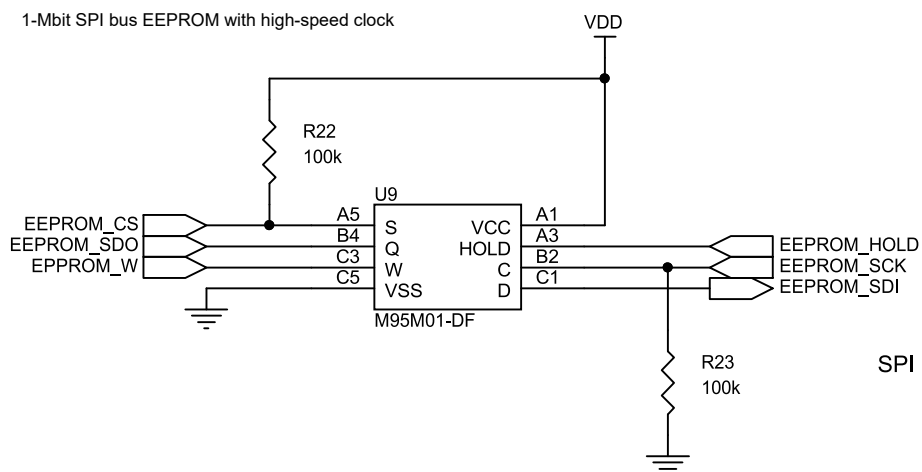 1-Mbit SPI bus EEPROM with high-speed clock
VDD
R22
100k
U9
EEPROM_CS A5 S VCC A1
EEPROM_SDO B4 Q HOLD A3 EEPROM_HOLD
EPPROM_W C3 W C B2 EEPROM_SCK
C5 VSS D C1 EEPROM_SDI
M95M01-DF
R23
100k
SPI